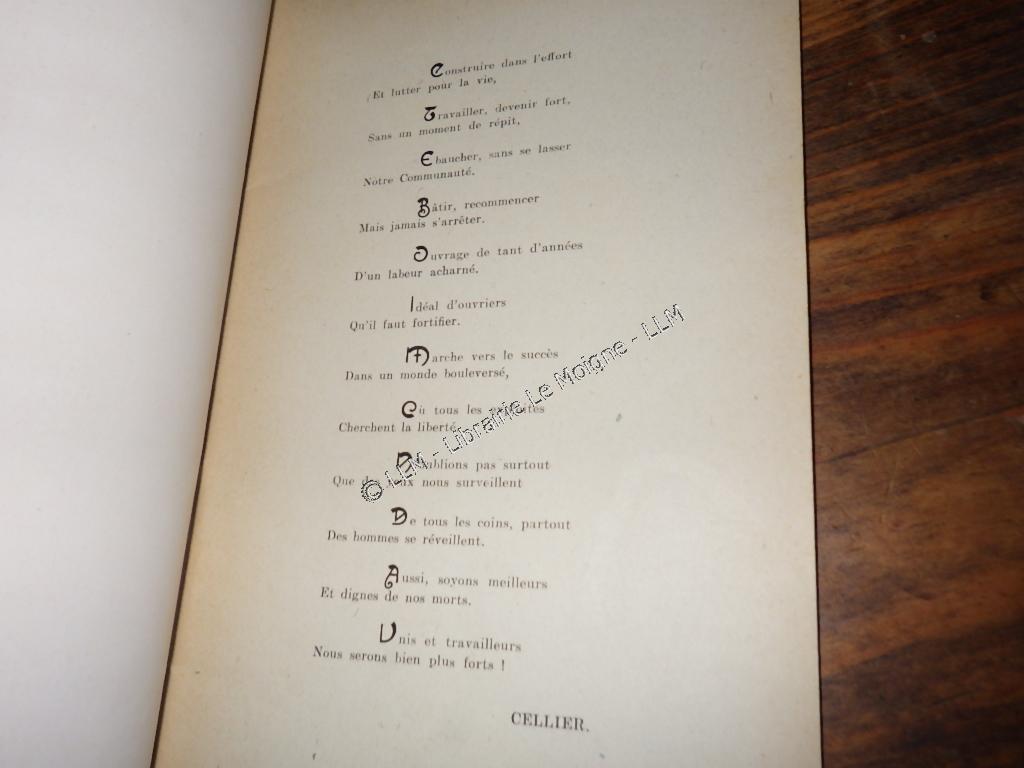 Construire dans l'effort
Et lutter pour la vie,
Travailler, devenir fort,
Sans un moment de répit,
Ebaucher, sans se lasser
Notre Communauté.
Bâtir, recommencer
Mais jamais s'arrêter.
Ouvrage de tant d'années
D'un labeur acharné.
Idéal d'ouvriers
Qu'il faut fortifier.
Marche vers le succès
Dans un monde bouleversé,
tous les
Cherchent la liberté.
pas surtout
Que nous surveillent
De tous les coins, partout
Des hommes se réveillent.
Aussi, soyons meilleurs
Et dignes de nos morts.
Unis et travailleurs
Nous serons bien plus forts !
CELLIER.
© LLM - Librairie Le Moigne - LLM